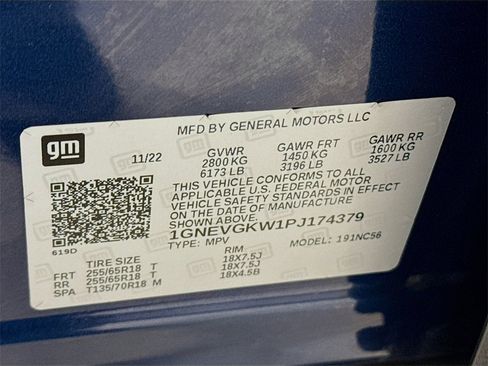 gm
MFD BY GENERAL MOTORS LLC
11/22 GVWR GAWR FRT GAWR RR
2800 KG 1450 KG 1600 KG
6173 LB 3196 LB 3527 LB
THIS VEHICLE CONFORMS TO ALL
APPLICABLE U.S. FEDERAL MOTOR
VEHICLE SAFETY STANDARDS IN EFFECT
ON THE DATE OF MANUFACTURE
SHOWN ABOVE.
1GNEVGKW1PJ174379
619D
TYPE: MPV MODEL: 191NC56
TIRE SIZE RIM
FRT 255/65R18 T 18X7.5J
RR 255/65R18 T 18X7.5J
SPA T135/70R18 M 18X4.5B